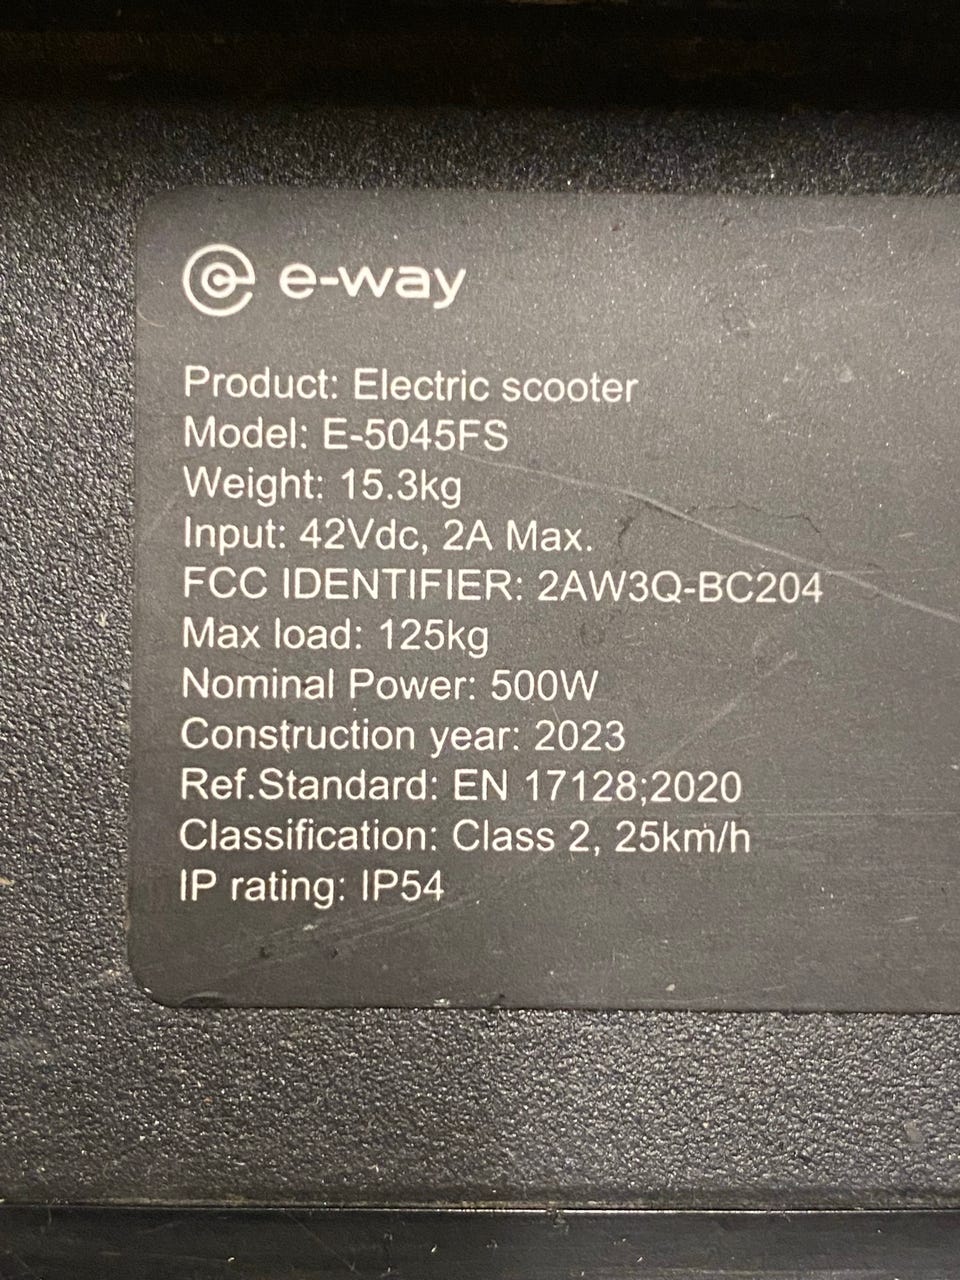 e-way
Product: Electric scooter
Model: E-5045FS
Weight: 15.3kg
Input: 42Vdc, 2A Max.
FCC IDENTIFIER: 2AW3Q-BC204
Max load: 125kg
Nominal Power: 500W
Construction year: 2023
Ref.Standard: EN 17128;2020
Classification: Class 2, 25km/h
IP rating: IP54